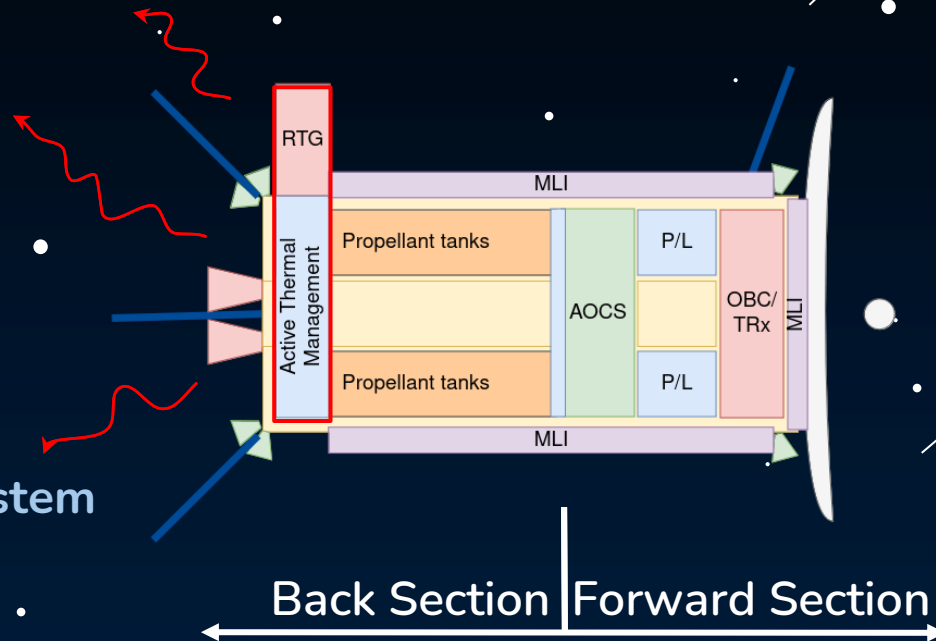 RTG
MLI
Active Thermal
Management
Propellant tanks
P/L
AOCS
OBC/
TRx
MLI
Propellant tanks
P/L
MLI
stem
Back Section
Forward Section